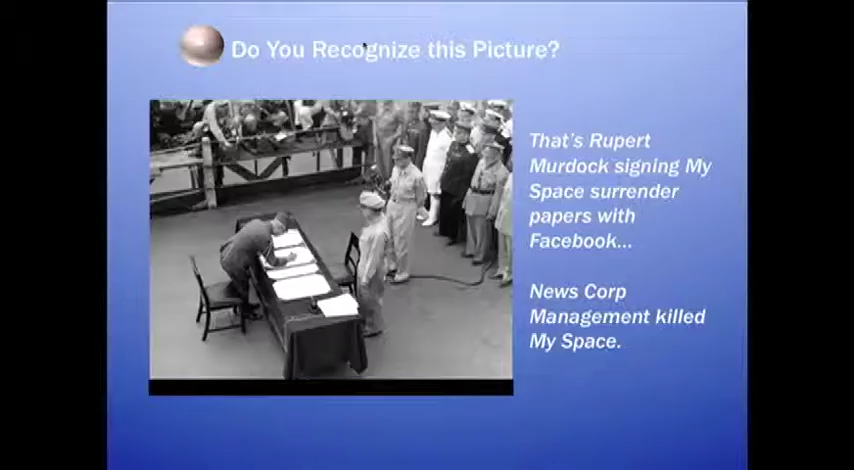 Do You Recognize this Picture?
That's Rupert
Murdock signing My
Space surrender
papers with
Facebook...
News Corp
Management killed
My Space.